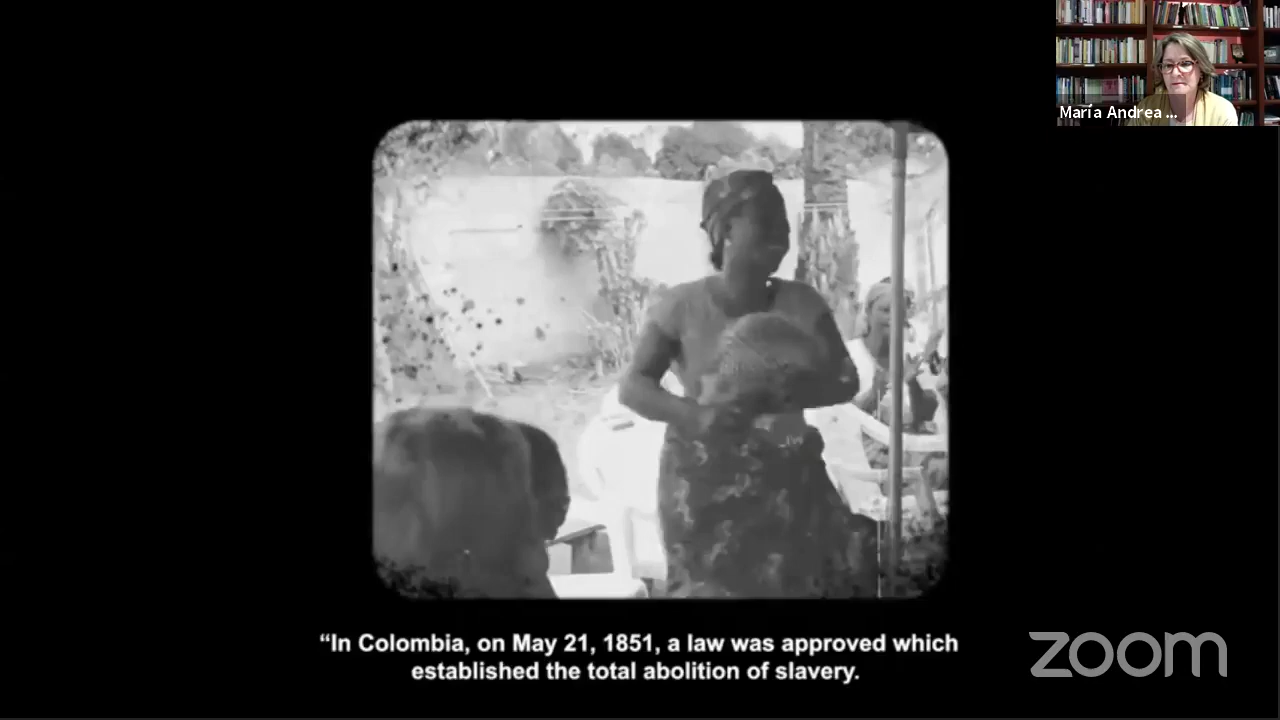 María Andrea ...
“In Colombia, on May 21, 1851, a law was approved which
established the total abolition of slavery.
zoom